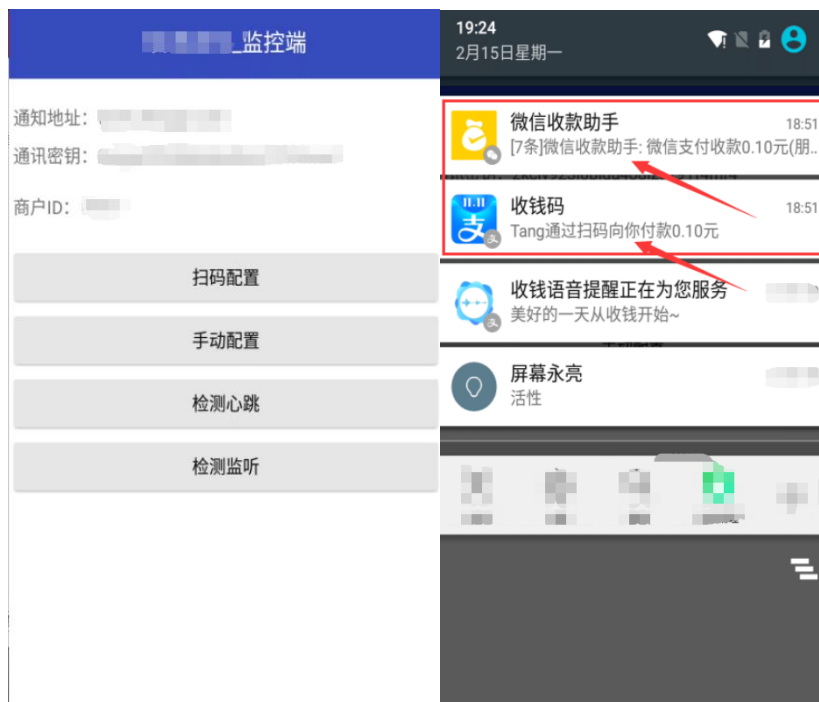 _监控端
通知地址：
通讯密钥：
商户ID：
扫码配置
手动配置
检测心跳
检测监听
19:24
2月15日星期一
微信收款助手
18:51
[7条]微信收款助手: 微信支付收款0.10元(朋..
收钱码
18:51
Tang通过扫码向你付款0.10元
收钱语音提醒正在为您服务
美好的一天从收钱开始~
屏幕永亮
活性
11.11
支